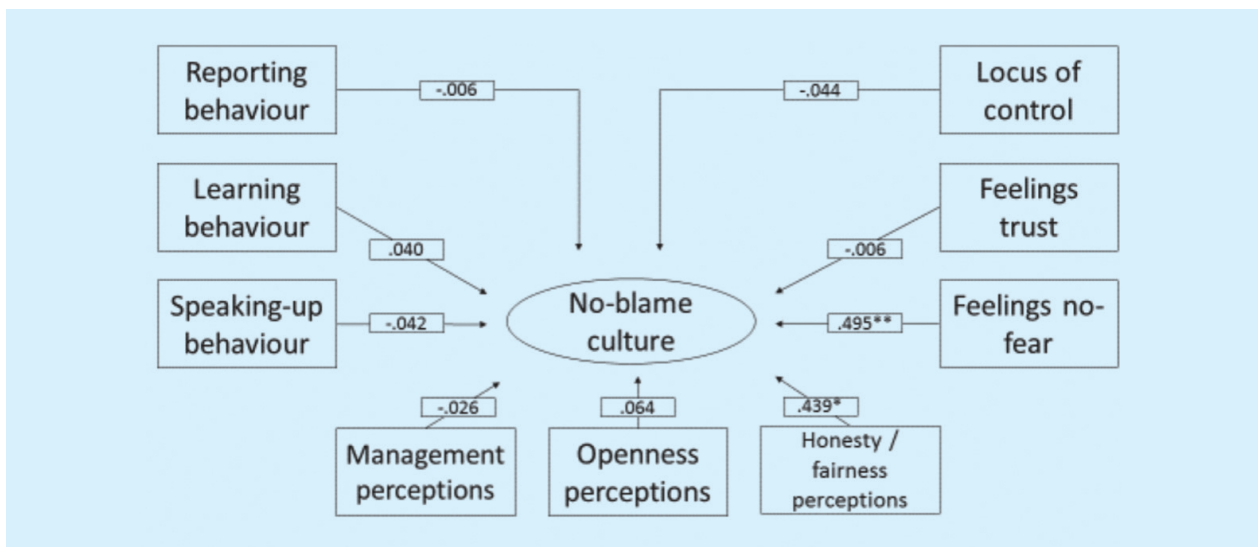 Reporting
behaviour
-.006
-.044
Locus of
control
Learning
behaviour
.040
Feelings
trust
-.006
Speaking-up
behaviour
-.042
No-blame
culture
.495**
Feelings no-
fear
-.026
.064
.439*
Management
perceptions
Openness
perceptions
Honesty /
fairness
perceptions